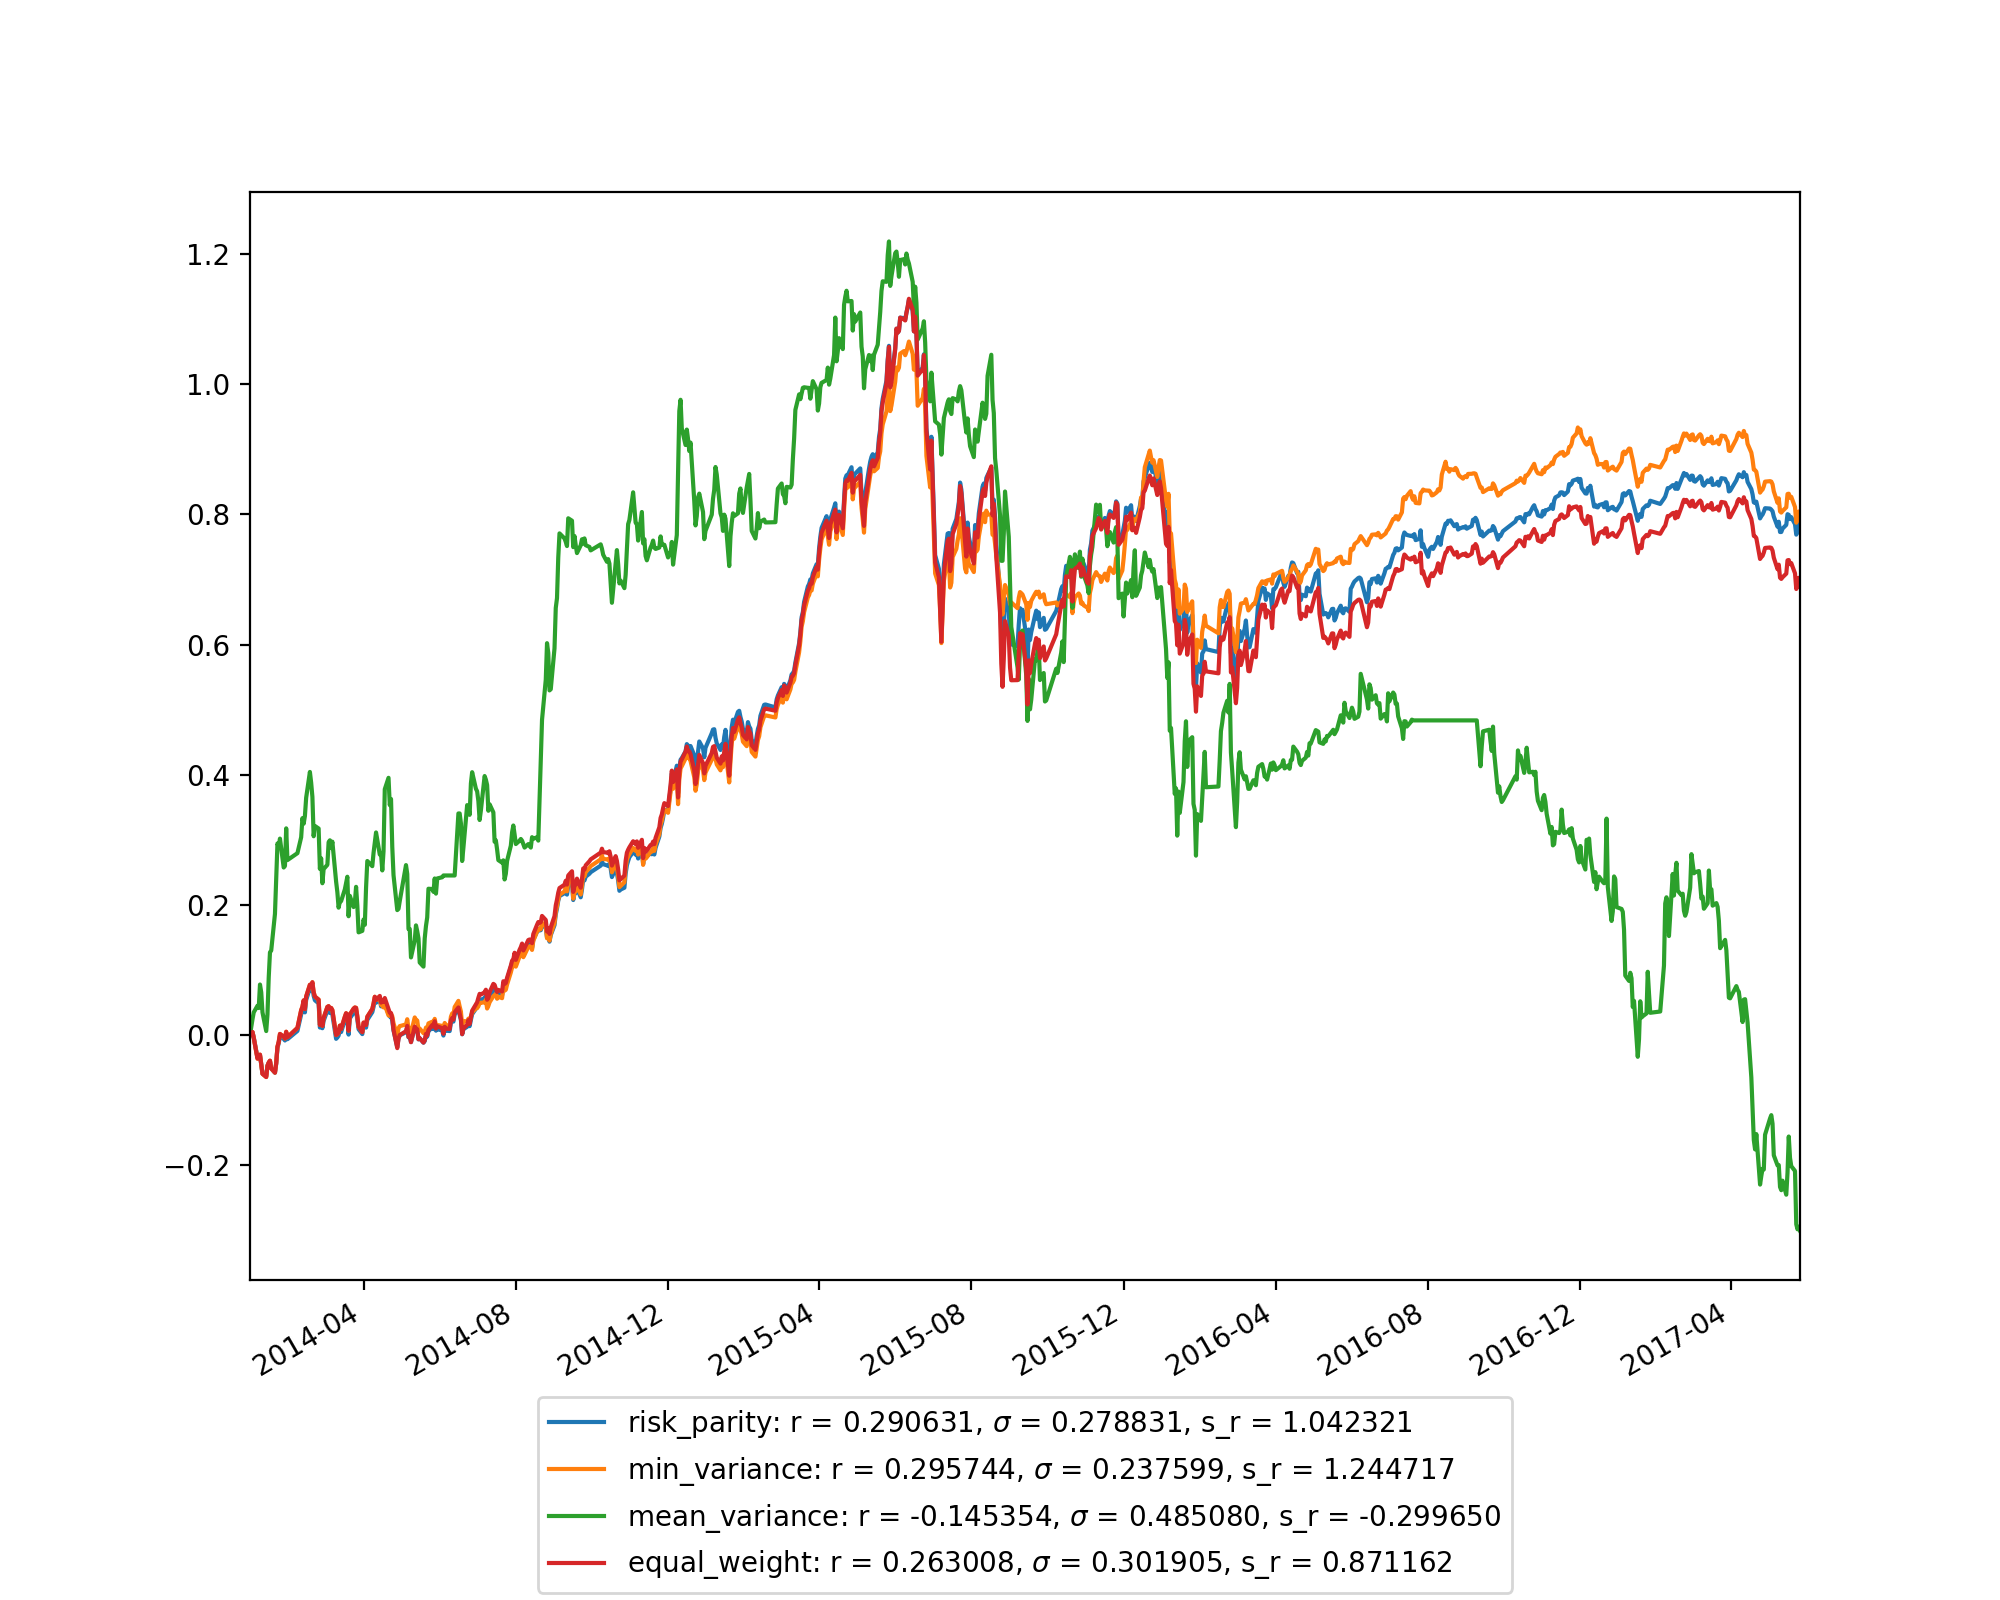 1.2
1.0
0.8
0.6
0.4
0.2
0.0
−0.2
2014-04 2014-08 2014-12 2015-04 2015-08 2015-12 2016-04 2016-08 2016-12 2017-04
risk_parity: r = 0.290631, σ = 0.278831, s_r = 1.042321
min_variance: r = 0.295744, σ = 0.237599, s_r = 1.244717
mean_variance: r = -0.145354, σ = 0.485080, s_r = -0.299650
equal_weight: r = 0.263008, σ = 0.301905, s_r = 0.871162